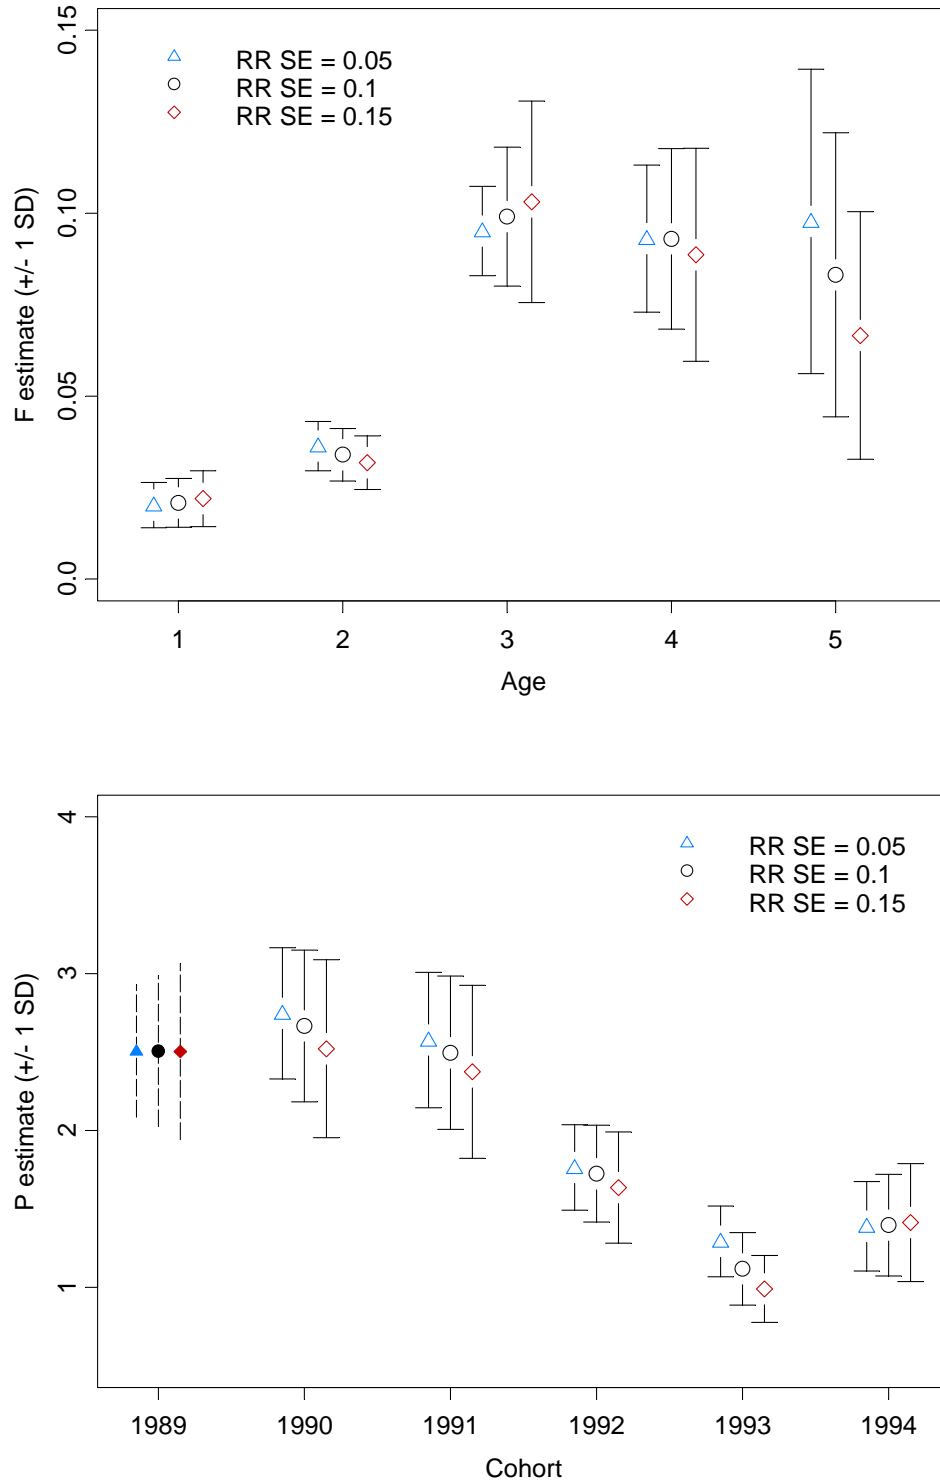 0.15
RR SE = 0.05
RR SE = 0.1
RR SE = 0.15
F estimate (+/- 1 SD)
0.10
0.05
0.0
1 2 3 4 5
Age
4
RR SE = 0.05
RR SE = 0.1
RR SE = 0.15
P estimate (+/- 1 SD)
3
2
1
1989 1990 1991 1992 1993 1994
Cohort